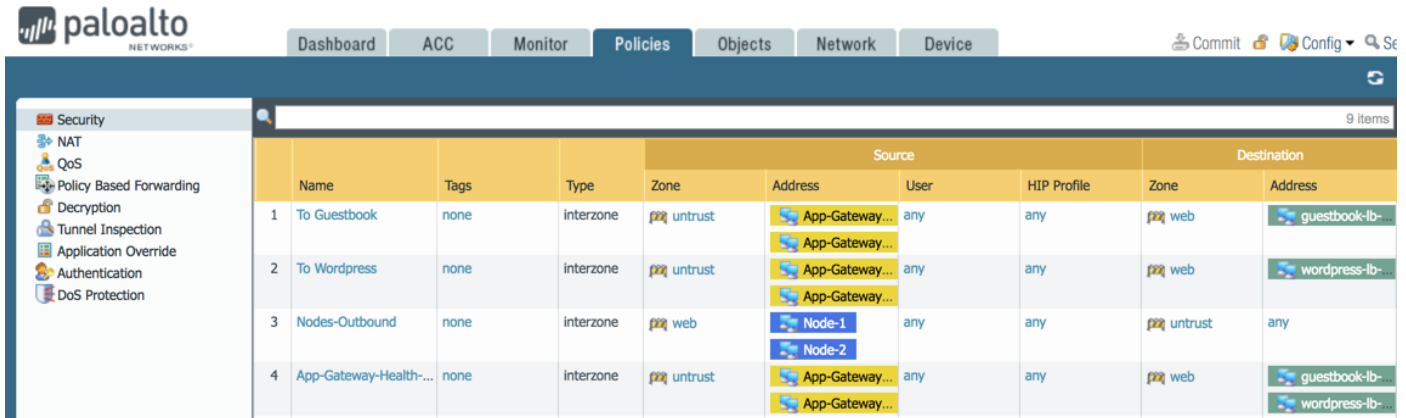 paloalto
NETWORKS®
Dashboard ACC Monitor Policies Objects Network Device Commit Config Se
9 items
Security
NAT
QoS
Policy Based Forwarding
Decryption
Tunnel Inspection
Application Override
Authentication
DoS Protection
Source Destination
Name Tags Type Zone Address User HIP Profile Zone Address
1 To Guestbook none interzone untrust App-Gateway... any any web guestbook-lb-...
App-Gateway...
2 To Wordpress none interzone untrust App-Gateway... any any web wordpress-lb-...
App-Gateway...
3 Nodes-Outbound none interzone web Node-1 any any untrust any
Node-2
4 App-Gateway-Health-... none interzone untrust App-Gateway... any any web guestbook-lb-...
App-Gateway... wordpress-lb-...